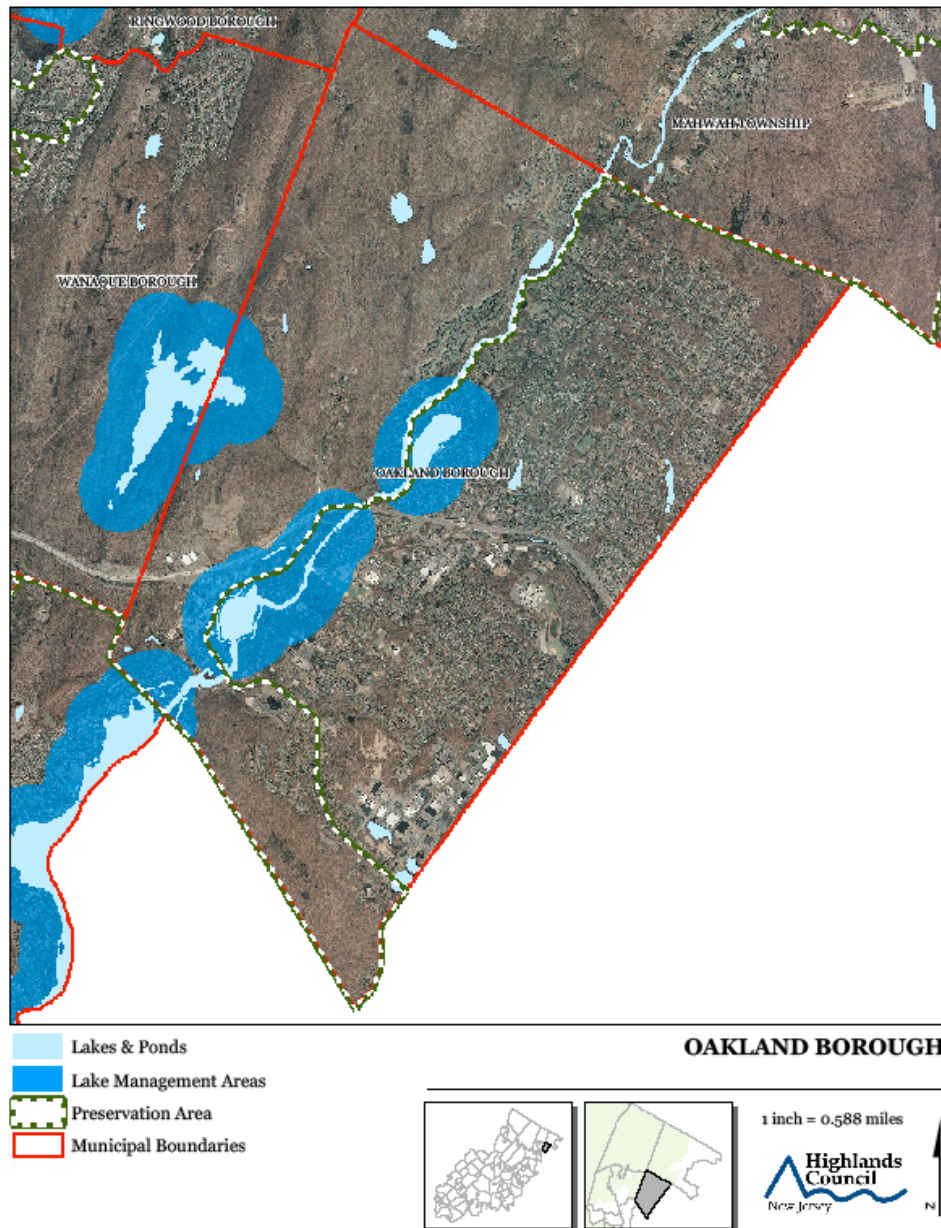 RINGWOOD BOROUGH
MAHWAH TOWNSHIP
WANAQUE BOROUGH
OAKLAND BOROUGH
Lakes & Ponds
Lake Management Areas
Preservation Area
Municipal Boundaries
OAKLAND BOROUGH
1 inch = 0.588 miles
Highlands
Council
New Jersey
N